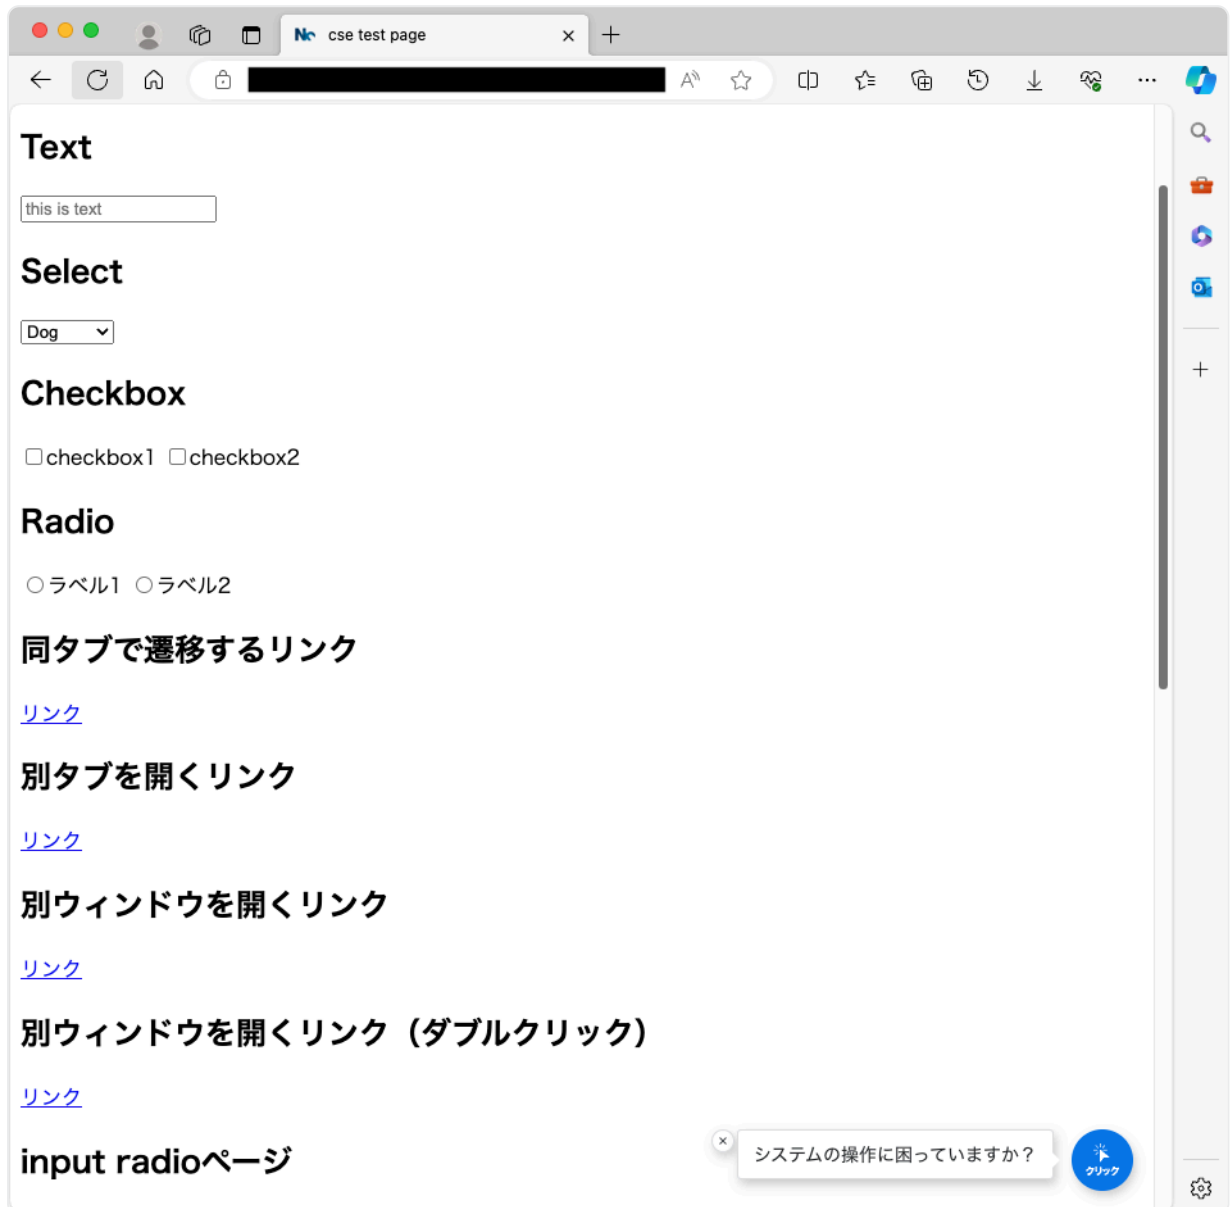 cse test page
Text
this is text
Select
Dog
Checkbox
checkbox1 checkbox2
Radio
ラベル1 ラベル2
同タブで遷移するリンク
リンク
別タブを開くリンク
リンク
別ウィンドウを開くリンク
リンク
別ウィンドウを開くリンク（ダブルクリック）
リンク
input radioページ
システムの操作に困っていますか？
クリック